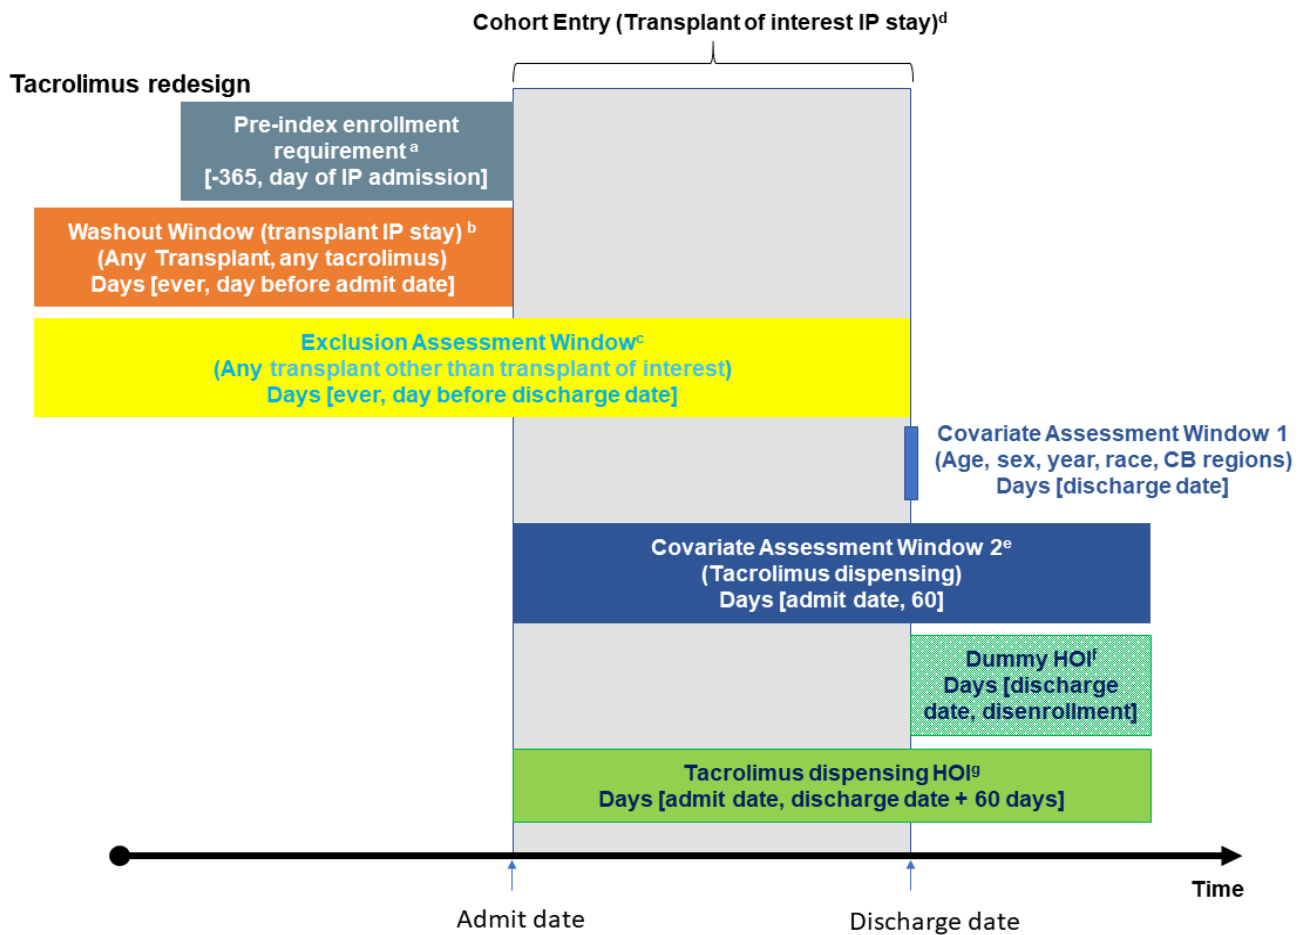 Cohort Entry (Transplant of interest IP stay)ᵈ
Tacrolimus redesign
Pre-index enrollment
requirement ᵃ
[-365, day of IP admission]
Washout Window (transplant IP stay) ᵇ
(Any Transplant, any tacrolimus)
Days [ever, day before admit date]
Exclusion Assessment Windowᶜ
(Any transplant other than transplant of interest)
Days [ever, day before discharge date]
Covariate Assessment Window 1
(Age, sex, year, race, CB regions)
Days [discharge date]
Covariate Assessment Window 2ᵉ
(Tacrolimus dispensing)
Days [admit date, 60]
Dummy HOIᶠ
Days [discharge
date, disenrollment]
Tacrolimus dispensing HOIᵍ
Days [admit date, discharge date + 60 days]
Time
Admit date
Discharge date